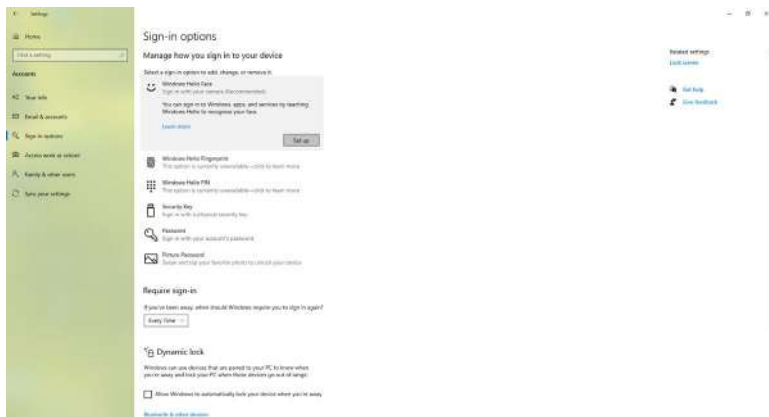 Settings
Home
Find a setting
Accounts
Your info
Email & accounts
Sign-in options
Access work or school
Family & other users
Sync your settings
Sign-in options
Manage how you sign in to your device
Select a sign-in option to add, change, or remove it.
Windows Hello Face
Sign in with your camera (Recommended)
You can sign in to Windows, apps, and services by teaching
Windows Hello to recognize your face.
Learn more
Set up
Windows Hello Fingerprint
This option is currently unavailable—click to learn more
Windows Hello PIN
This option is currently unavailable—click to learn more
Security Key
Sign in with a physical security key
Password
Sign in with your account's password
Picture Password
Swipe and tap your favorite photo to unlock your device
Require sign-in
If you've been away, when should Windows require you to sign in again?
Every Time
Dynamic lock
Windows can use devices that are paired to your PC to know when
you're away and lock your PC when those devices go out of range.
Allow Windows to automatically lock your device when you're away
Bluetooth & other devices
Related settings
Lock screen
Get help
Give feedback